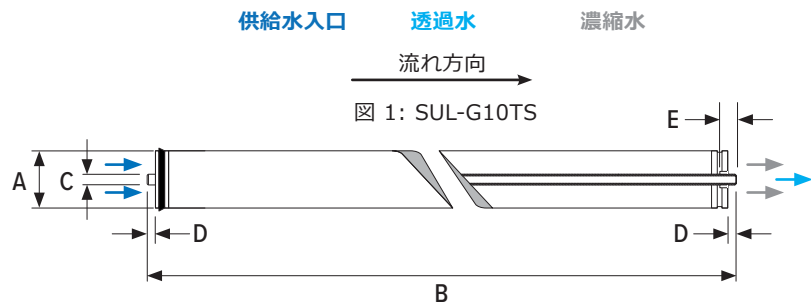 供給水入口 透過水 濃縮水
流れ方向
図 1: SUL-G10TS
E
A C
D D
B